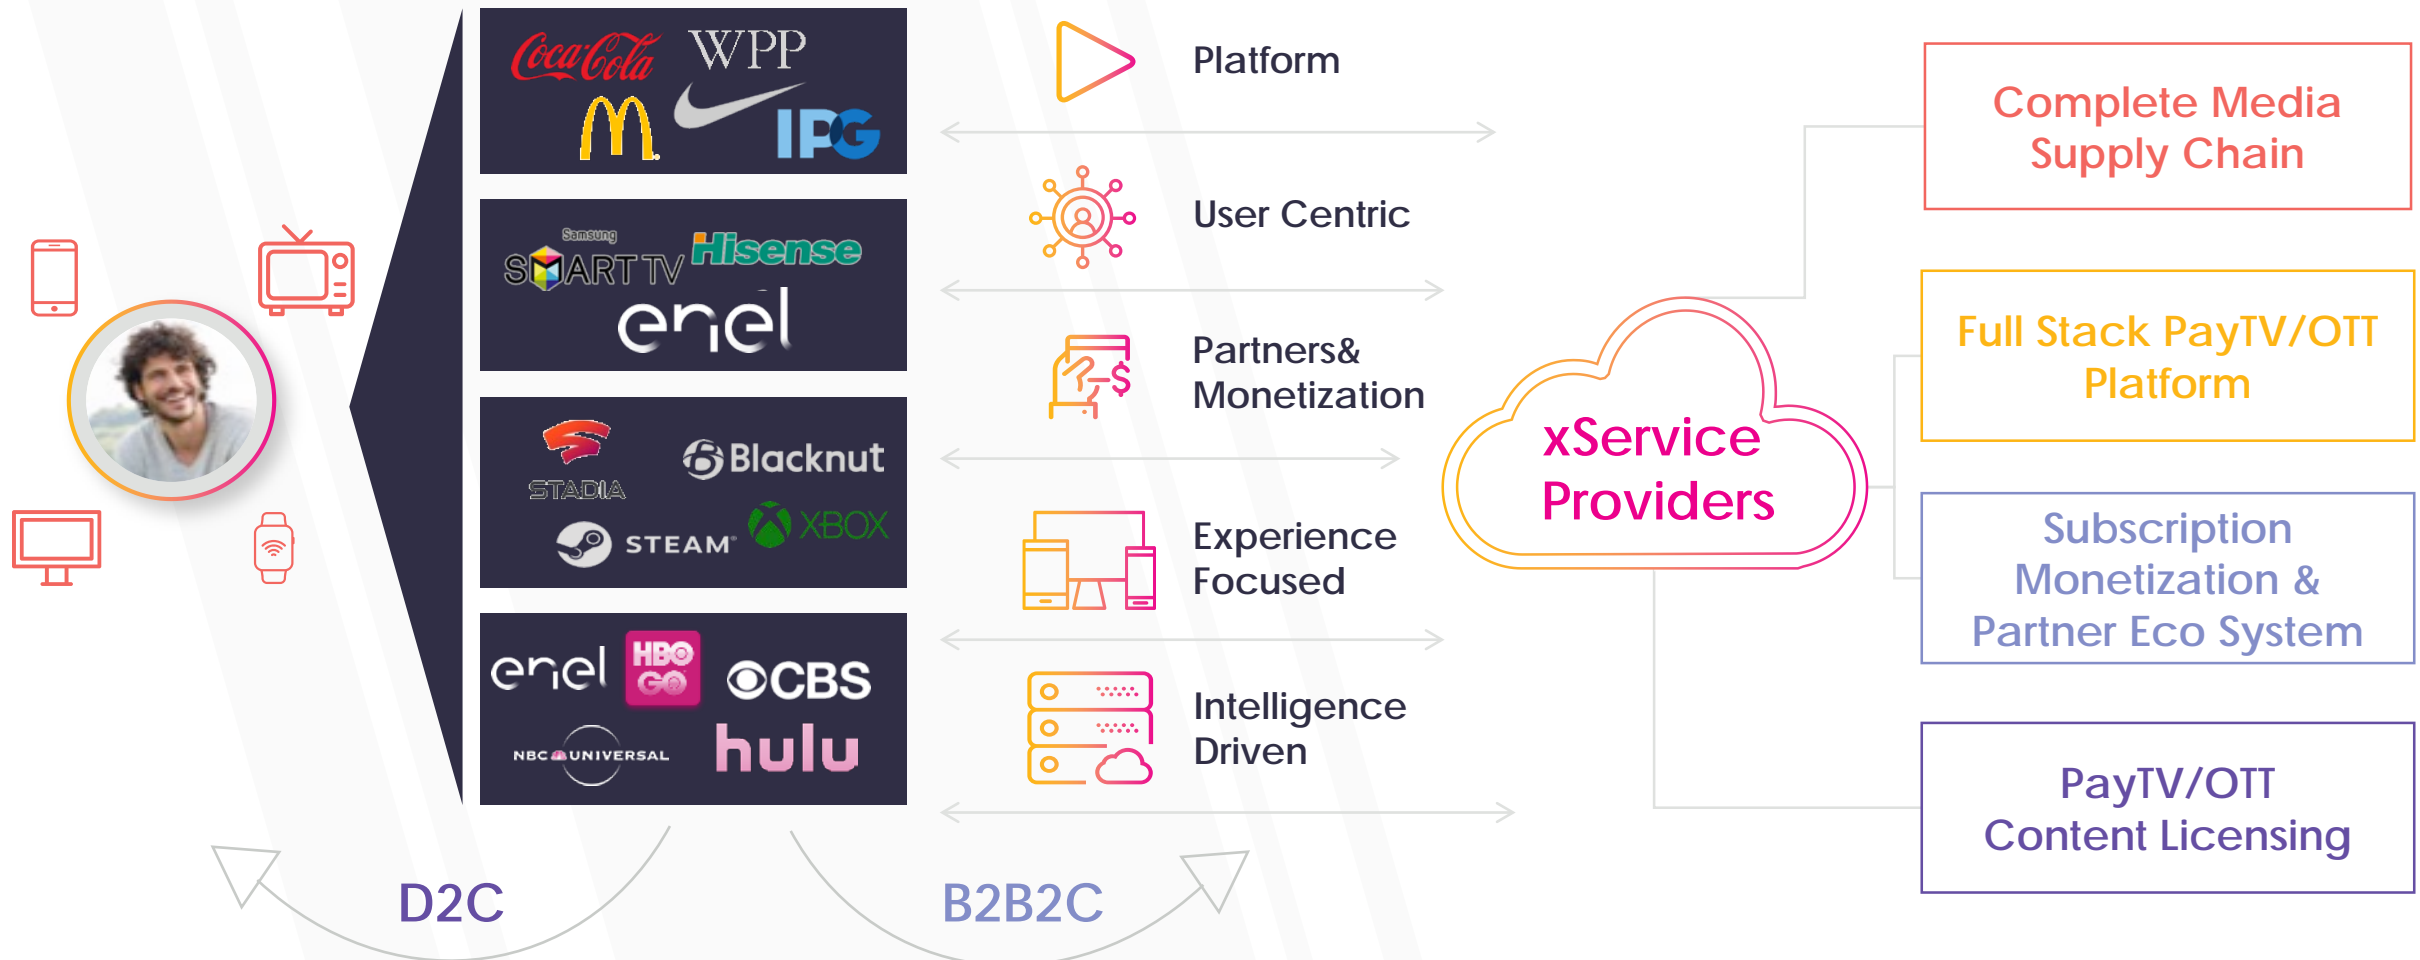 Coca-Cola
WPP
IPG
Samsung
SMART TV
Hisense
enel
STADIA
Blacknut
STEAM
XBOX
enel
HBO
GO
CBS
NBC UNIVERSAL
hulu
D2C
B2B2C
Platform
User Centric
Partners&
Monetization
$
Experience
Focused
Intelligence
Driven
xService
Providers
Complete Media
Supply Chain
Full Stack PayTV/OTT
Platform
Subscription
Monetization &
Partner Eco System
PayTV/OTT
Content Licensing